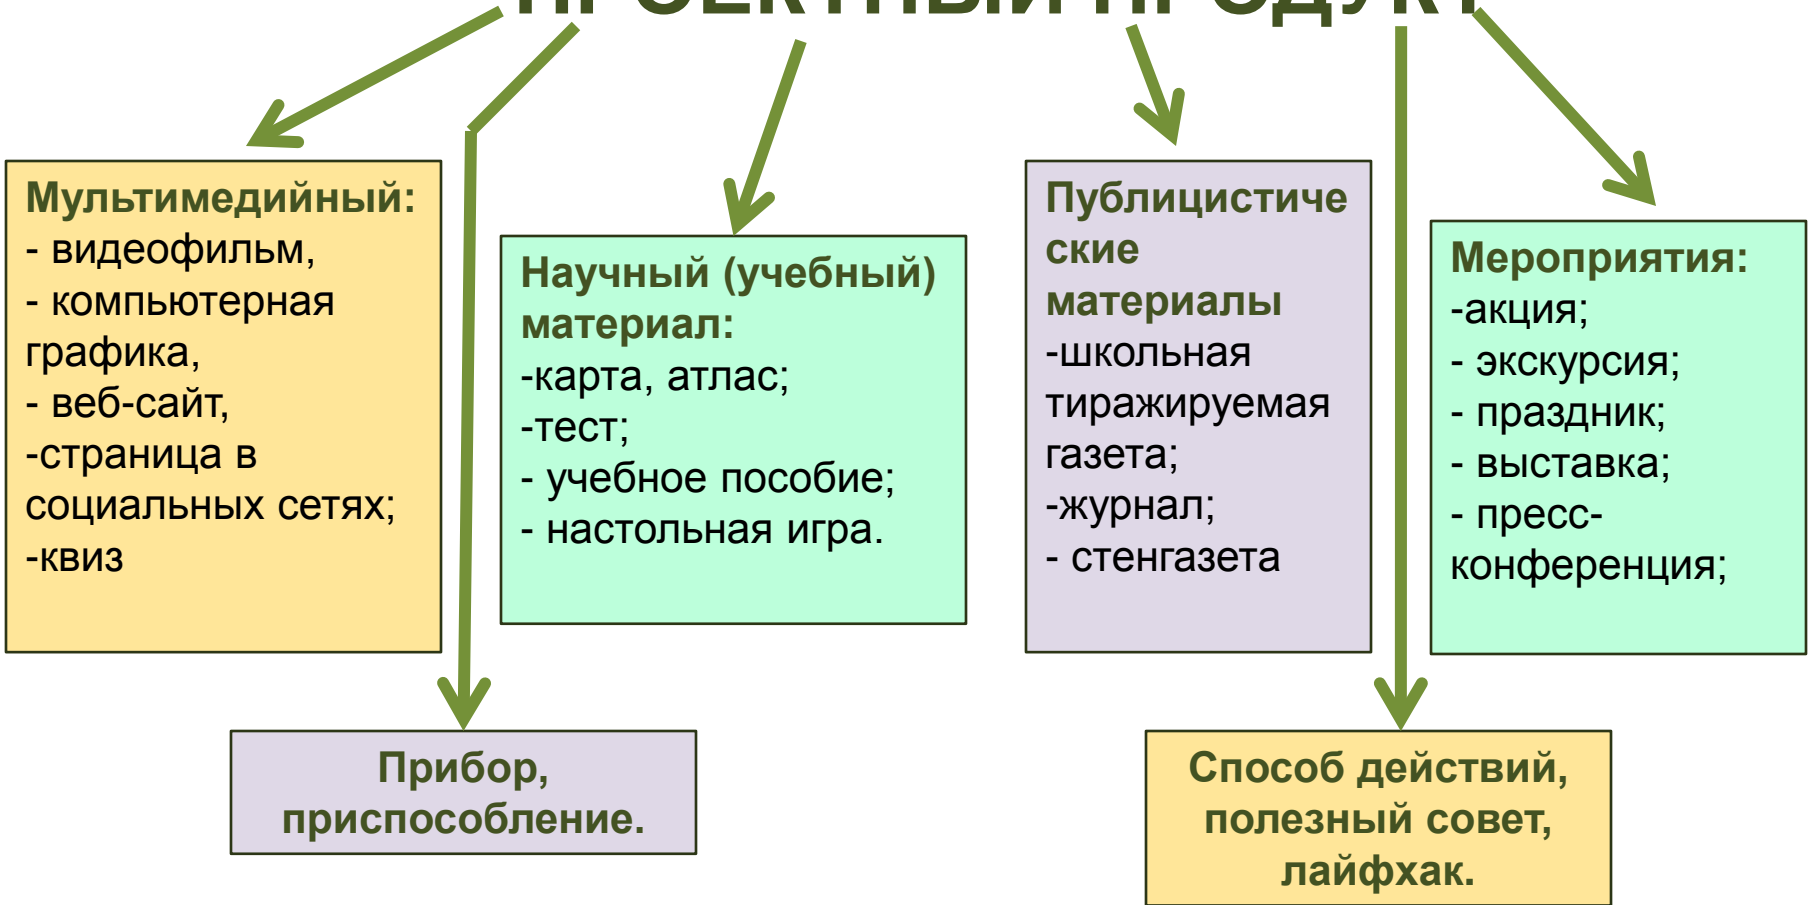 ПРОЕКТНЫЙ ПРОДУКТ
Мультимедийный:
- видеофильм,
- компьютерная
графика,
- веб-сайт,
-страница в
социальных сетях;
-квиз
Научный (учебный)
материал:
-карта, атлас;
-тест;
- учебное пособие;
- настольная игра.
Публицистиче
ские
материалы
-школьная
тиражируемая
газета;
-журнал;
- стенгазета
Мероприятия:
-акция;
- экскурсия;
- праздник;
- выставка;
- пресс-
конференция;
Прибор,
приспособление.
Способ действий,
полезный совет,
лайфхак.